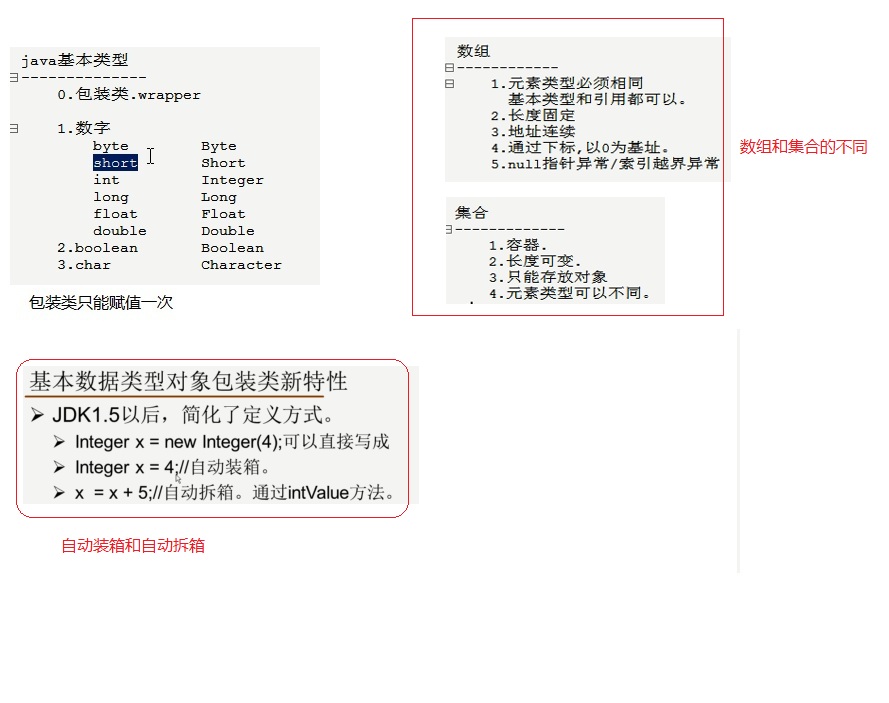 java基本类型
--------------
0.包装类.wrapper
1.数字
byte Byte
short Short
int Integer
long Long
float Float
double Double
2.boolean Boolean
3.char Character
包装类只能赋值一次
数组
------------
1.元素类型必须相同
基本类型和引用都可以。
2.长度固定
3.地址连续
4.通过下标,以0为基址。
5.null指针异常/索引越界异常
集合
-------------
1.容器.
2.长度可变.
3.只能存放对象
4.元素类型可以不同。
数组和集合的不同
基本数据类型对象包装类新特性
JDK1.5以后，简化了定义方式。
Integer x = new Integer(4);可以直接写成
Integer x = 4;//自动装箱。
x = x + 5;//自动拆箱。通过intValue方法。
自动装箱和自动拆箱